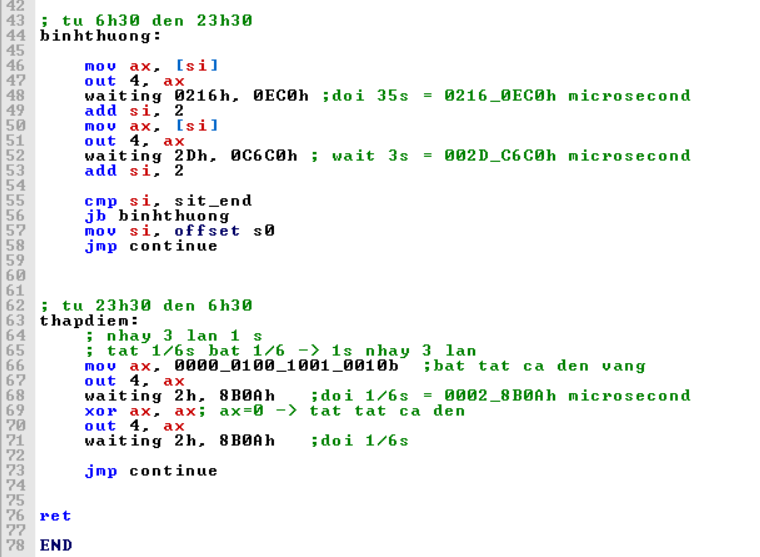 42
43 ; tu 6h30 den 23h30
44 binhthuong:
45
46 mov ax, [si]
47 out 4, ax
48 waiting 0216h, 0EC0h ;doi 35s = 0216_0EC0h microsecond
49 add si, 2
50 mov ax, [si]
51 out 4, ax
52 waiting 2Dh, 0C6C0h ; wait 3s = 002D_C6C0h microsecond
53 add si, 2
54
55 cmp si, sit_end
56 jb binhthuong
57 mov si, offset s0
58 jmp continue
59
60
61
62 ; tu 23h30 den 6h30
63 thapdiem:
64 ; nhay 3 lan 1 s
65 ; tat 1/6s bat 1/6 -> 1s nhay 3 lan
66 mov ax, 0000_0100_1001_0010b ;bat tat ca den vang
67 out 4, ax
68 waiting 2h, 8B0Ah ;doi 1/6s = 0002_8B0Ah microsecond
69 xor ax, ax; ax=0 -> tat tat ca den
70 out 4, ax
71 waiting 2h, 8B0Ah ;doi 1/6s
72
73 jmp continue
74
75
76 ret
77
78 END